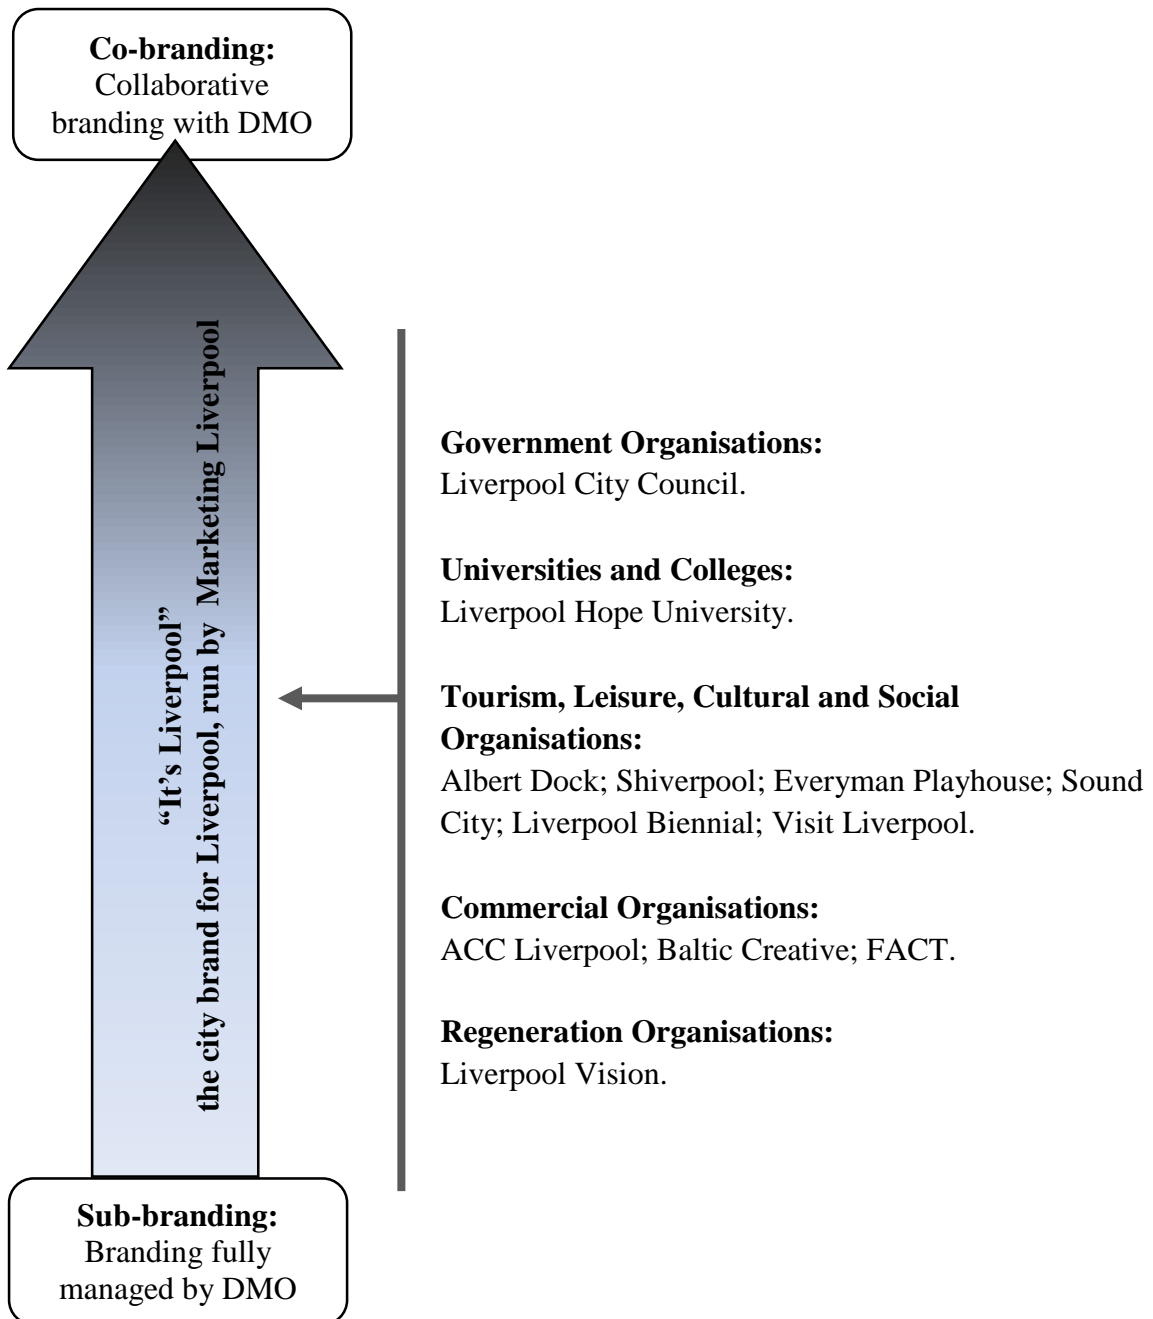 Co-branding:
Collaborative
branding with DMO
“It’s Liverpool”
the city brand for Liverpool, run by Marketing Liverpool
Government Organisations:
Liverpool City Council.
Universities and Colleges:
Liverpool Hope University.
Tourism, Leisure, Cultural and Social
Organisations:
Albert Dock; Shiverpool; Everyman Playhouse; Sound
City; Liverpool Biennial; Visit Liverpool.
Commercial Organisations:
ACC Liverpool; Baltic Creative; FACT.
Regeneration Organisations:
Liverpool Vision.
Sub-branding:
Branding fully
managed by DMO